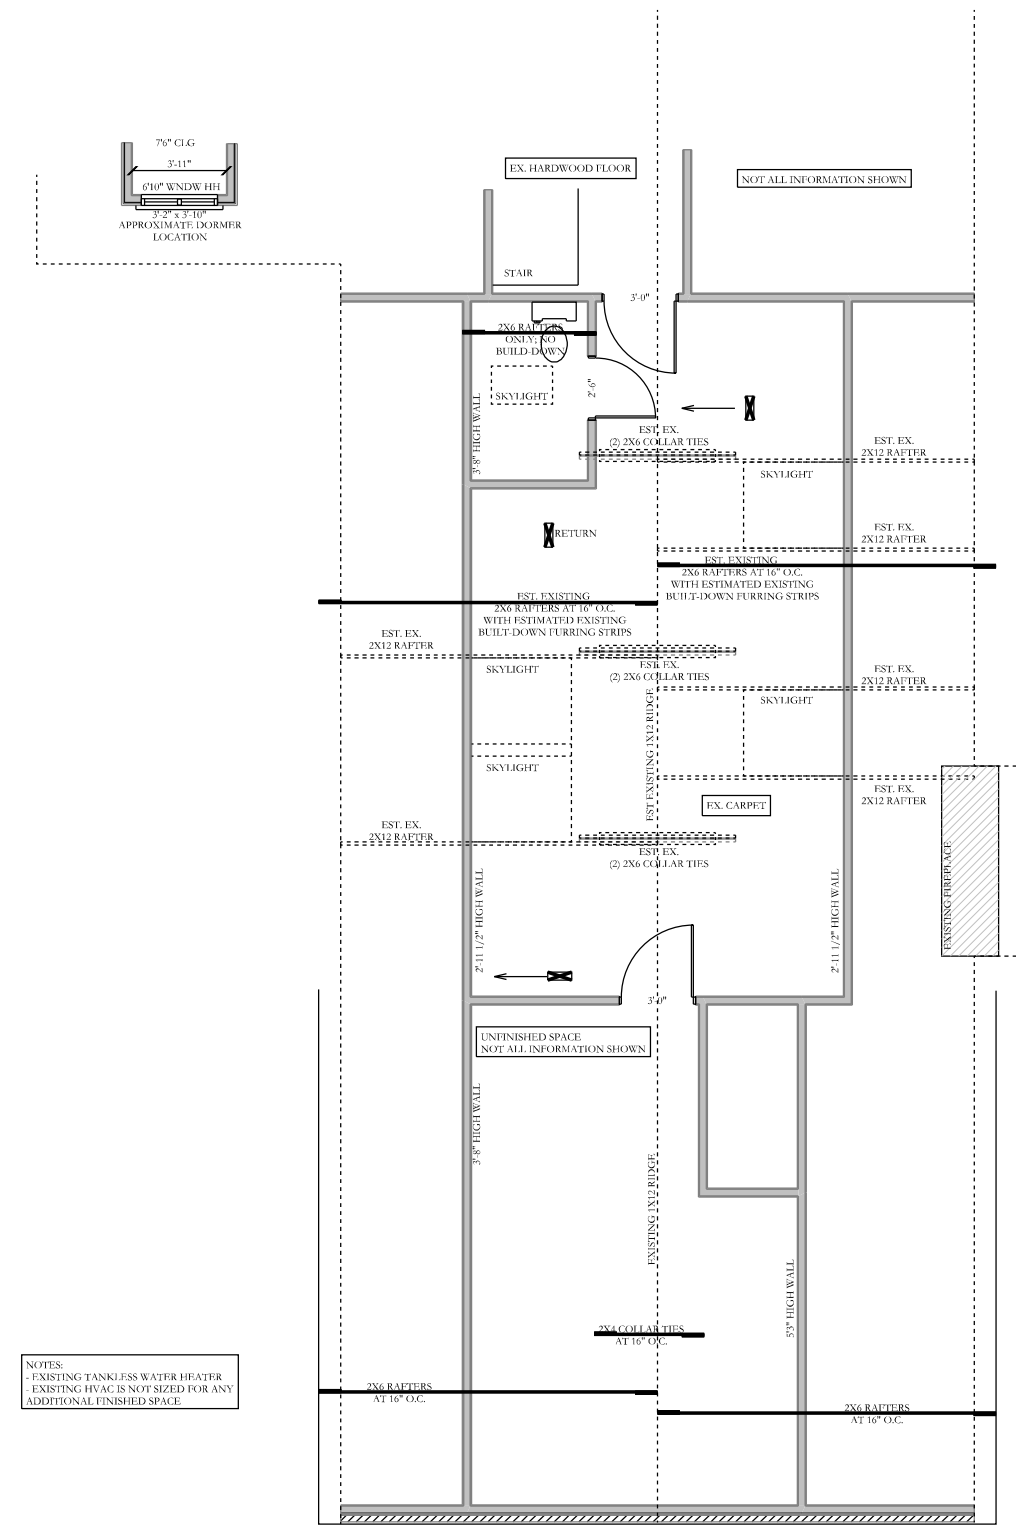 7'6" CLG
3'-11"
6'10" WNDW HH
3'-2" x 3'-10"
APPROXIMATE DORMER
LOCATION
EX. HARDWOOD FLOOR
NOT ALL INFORMATION SHOWN
STAIR
3'-0"
2X6 RAFTERS
ONLY; NO
BUILD-DOWN
SKYLIGHT
2'-6"
3'-8" HIGH WALL
EST. EX.
(2) 2X6 COLLAR TIES
EST. EX.
2X12 RAFTER
SKYLIGHT
RETURN
EST. EX.
2X12 RAFTER
EST. EXISTING
2X6 RAFTERS AT 16" O.C.
WITH ESTIMATED EXISTING
BUILT-DOWN FURRING STRIPS
EST. EXISTING
2X6 RAFTERS AT 16" O.C.
WITH ESTIMATED EXISTING
BUILT-DOWN FURRING STRIPS
EST. EX.
2X12 RAFTER
SKYLIGHT
EST. EX.
(2) 2X6 COLLAR TIES
EST. EX.
2X12 RAFTER
SKYLIGHT
EST EXISTING 1X12 RIDGE
SKYLIGHT
EX. CARPET
EST. EX.
2X12 RAFTER
EST. EX.
2X12 RAFTER
EST. EX.
(2) 2X6 COLLAR TIES
2'-11 1/2" HIGH WALL
2'-11 1/2" HIGH WALL
EXISTING FIREPLACE
3'-0"
UNFINISHED SPACE
NOT ALL INFORMATION SHOWN
3'-8" HIGH WALL
EXISTING 1X12 RIDGE
5'3" HIGH WALL
2X4 COLLAR TIES
AT 16" O.C.
NOTES:
- EXISTING TANKLESS WATER HEATER
- EXISTING HVAC IS NOT SIZED FOR ANY
ADDITIONAL FINISHED SPACE
2X6 RAFTERS
AT 16" O.C.
2X6 RAFTERS
AT 16" O.C.